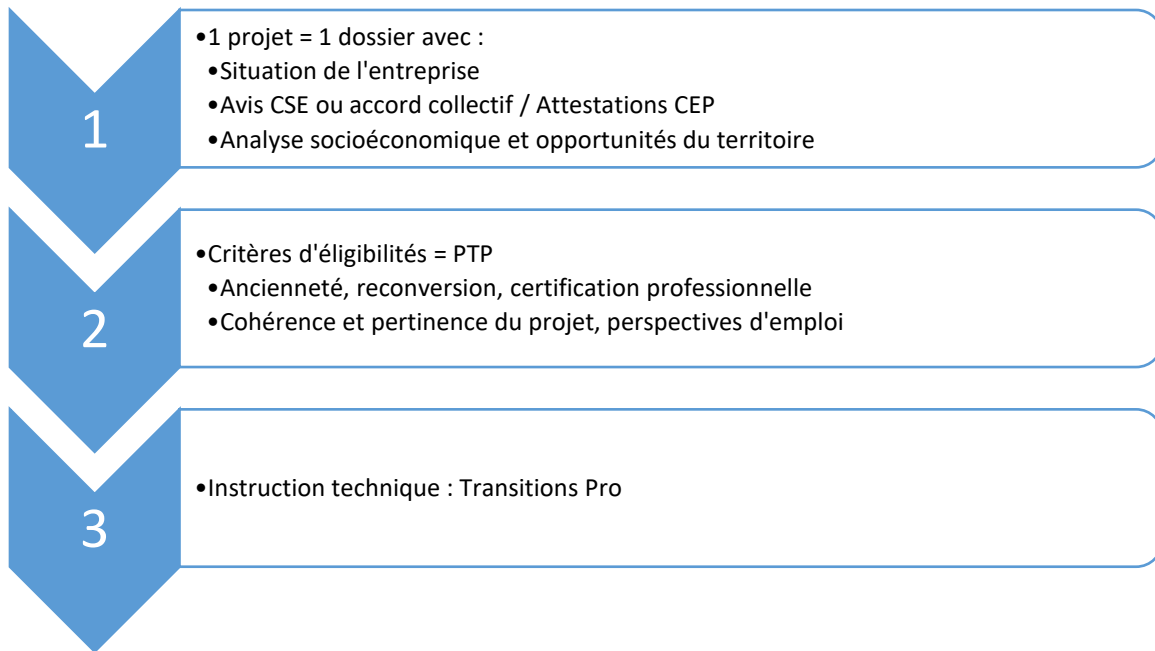 1
•1 projet = 1 dossier avec :
•Situation de l'entreprise
•Avis CSE ou accord collectif / Attestations CEP
•Analyse socioéconomique et opportunités du territoire
2
•Critères d'éligibilités = PTP
•Ancienneté, reconversion, certification professionnelle
•Cohérence et pertinence du projet, perspectives d'emploi
3
•Instruction technique : Transitions Pro